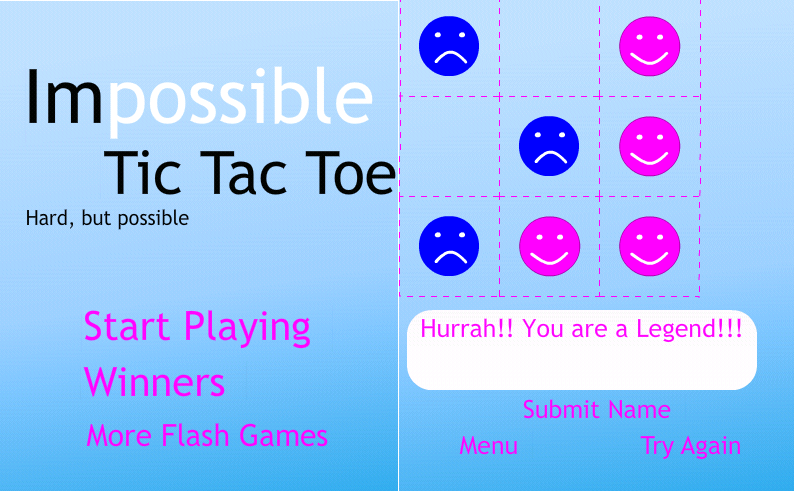 Impossible
Tic Tac Toe
Hard, but possible
Start Playing
Winners
More Flash Games
Hurrah!! You are a Legend!!!
Submit Name
Menu
Try Again